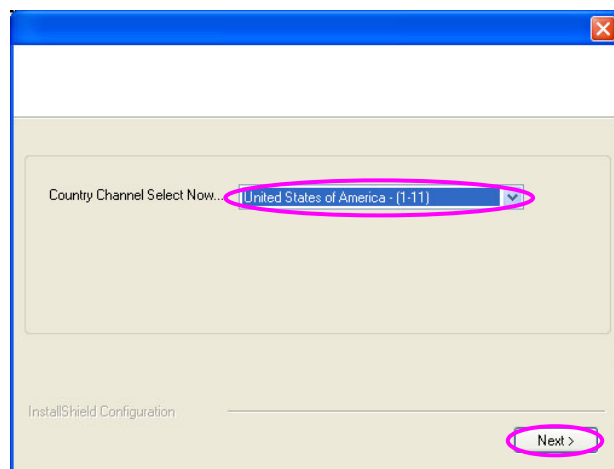 Country Channel Select Now... United States of America - (1-11)
InstallShield Configuration
Next >